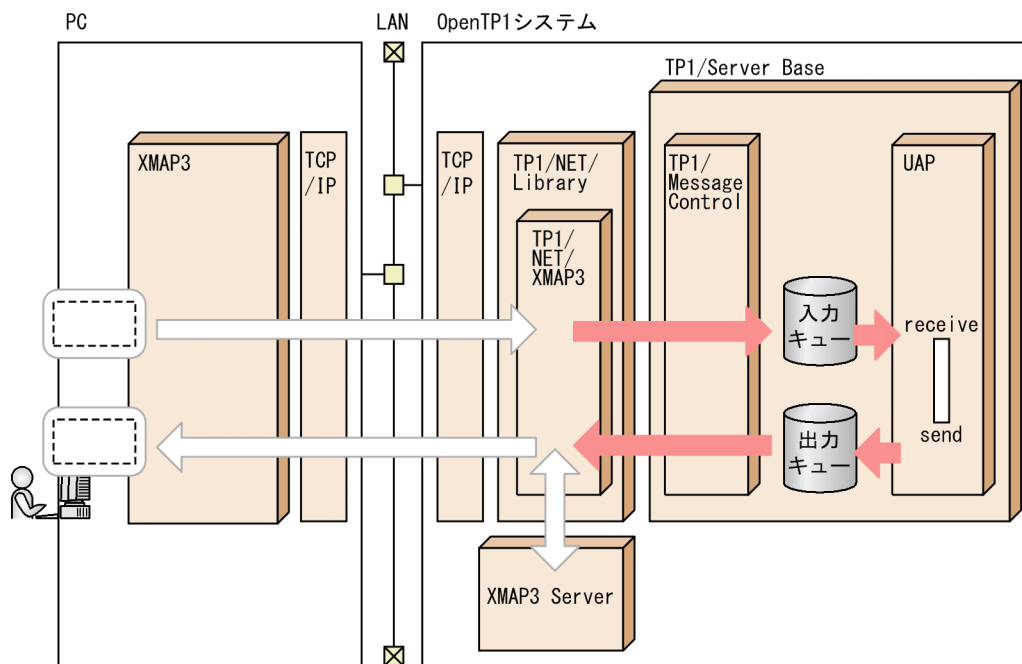 PC
LAN
OpenTP1システム
TP1/Server Base
XMAP3
TCP
/IP
TCP
/IP
TP1/NET/
Library
TP1/
NET/
XMAP3
TP1/
Message
Control
UAP
入力
キュー
receive
出力
キュー
send
XMAP3 Server